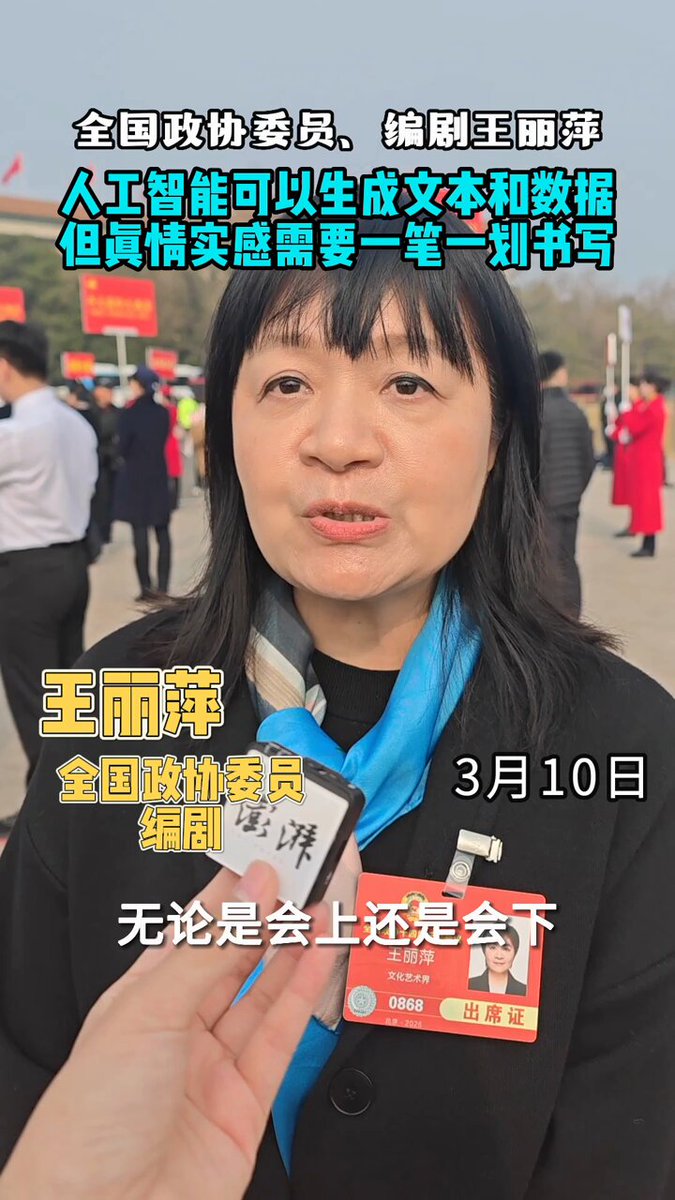 全国政协委员、编剧王丽萍
人工智能可以生成文本和数据
但真情实感需要一笔一划书写
王丽萍
全国政协委员
编剧
3月10日
澎湃
无论是会上还是会下
王丽萍
文化艺术界
0868
出席证
北京·2026